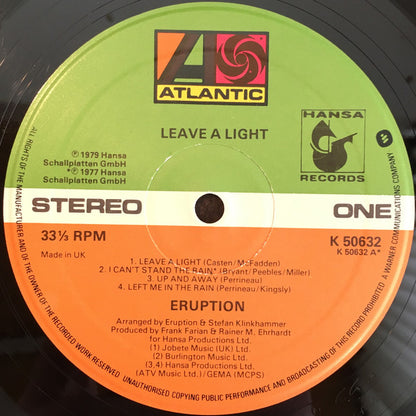 ATLANTIC
LEAVE A LIGHT
HANSA
RECORDS
℗ 1979 Hansa
Schallplatten GmbH
*℗ 1977 Hansa
Schallplatten GmbH
STEREO
ONE
33⅓ RPM
K 50632
K 50632 A*
Made in UK
1. LEAVE A LIGHT (Casten/McFadden)
2. I CAN'T STAND THE RAIN* (Bryant/Peebles/Miller)
3. UP AND AWAY (Perrineau)
4. LEFT ME IN THE RAIN (Perrineau/Kingsly)
ERUPTION
Arranged by Eruption & Stefan Klinkhammer
Produced by Frank Farian & Rainer M. Ehrhardt
for Hansa Productions Ltd.
(1) Jobete Music (UK) Ltd.
(2) Burlington Music Ltd.
(3,4) Hansa Productions Ltd.
(ATV Music Ltd.)/GEMA (MCPS)
ALL RIGHTS OF THE MANUFACTURER AND OF THE OWNER OF THE RECORDED WORK RESERVED. UNAUTHORISED COPYING PUBLIC PERFORMANCE AND BROADCASTING OF THIS RECORD PROHIBITED. A WARNER COMMUNICATIONS COMPANY